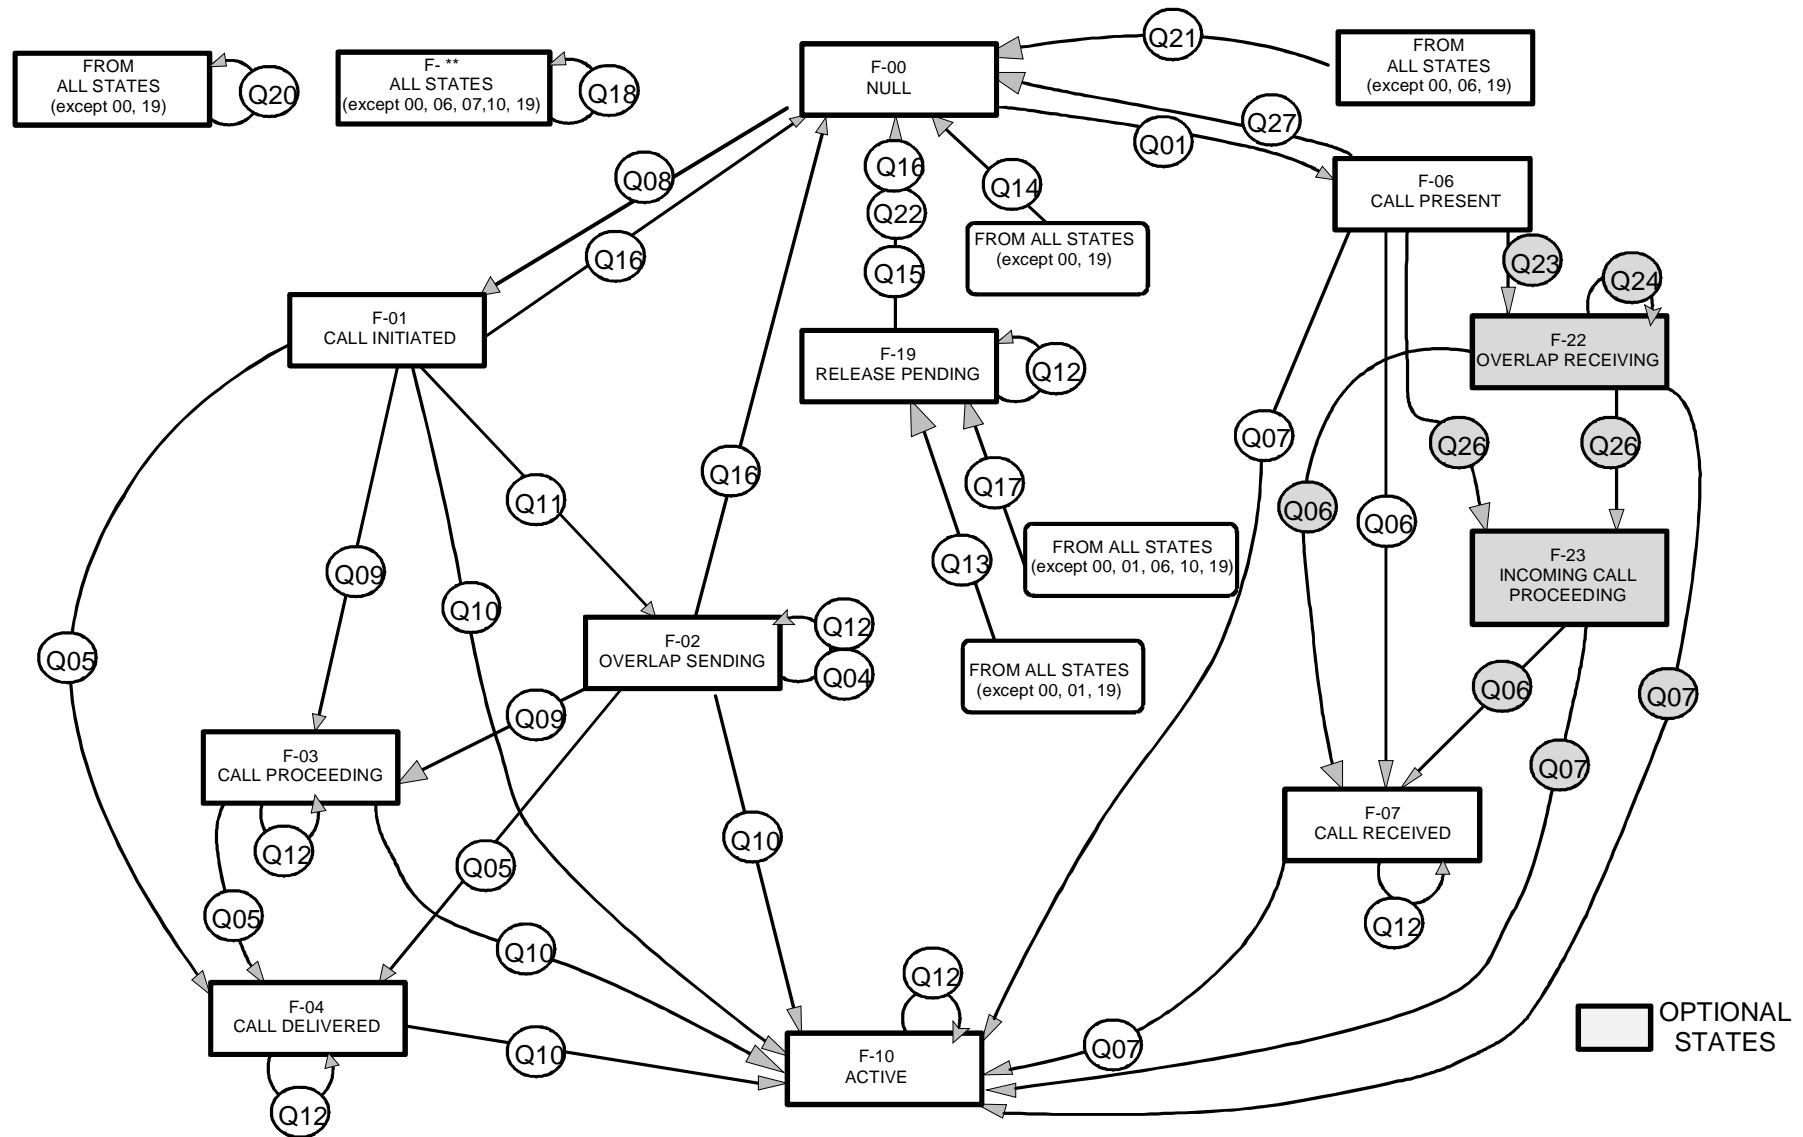 FROM
ALL STATES
(except 00, 19)
Q20
F- **
ALL STATES
(except 00, 06, 07,10, 19)
Q18
F-00
NULL
Q21
FROM
ALL STATES
(except 00, 06, 19)
Q27
Q01
Q08
Q16
Q16
Q22
Q15
Q14
FROM ALL STATES
(except 00, 19)
F-06
CALL PRESENT
Q23
Q24
F-01
CALL INITIATED
F-19
RELEASE PENDING
Q12
F-22
OVERLAP RECEIVING
Q07
Q26
Q26
Q16
Q17
Q11
Q06
Q06
Q13
FROM ALL STATES
(except 00, 01, 06, 10, 19)
F-23
INCOMING CALL
PROCEEDING
Q09
Q10
Q05
F-02
OVERLAP SENDING
Q12
Q04
FROM ALL STATES
(except 00, 01, 19)
Q06
Q07
Q09
F-03
CALL PROCEEDING
Q07
Q12
Q05
Q10
F-07
CALL RECEIVED
Q05
Q10
Q12
Q12
F-04
CALL DELIVERED
Q10
Q07
F-10
ACTIVE
Q12
OPTIONAL
STATES